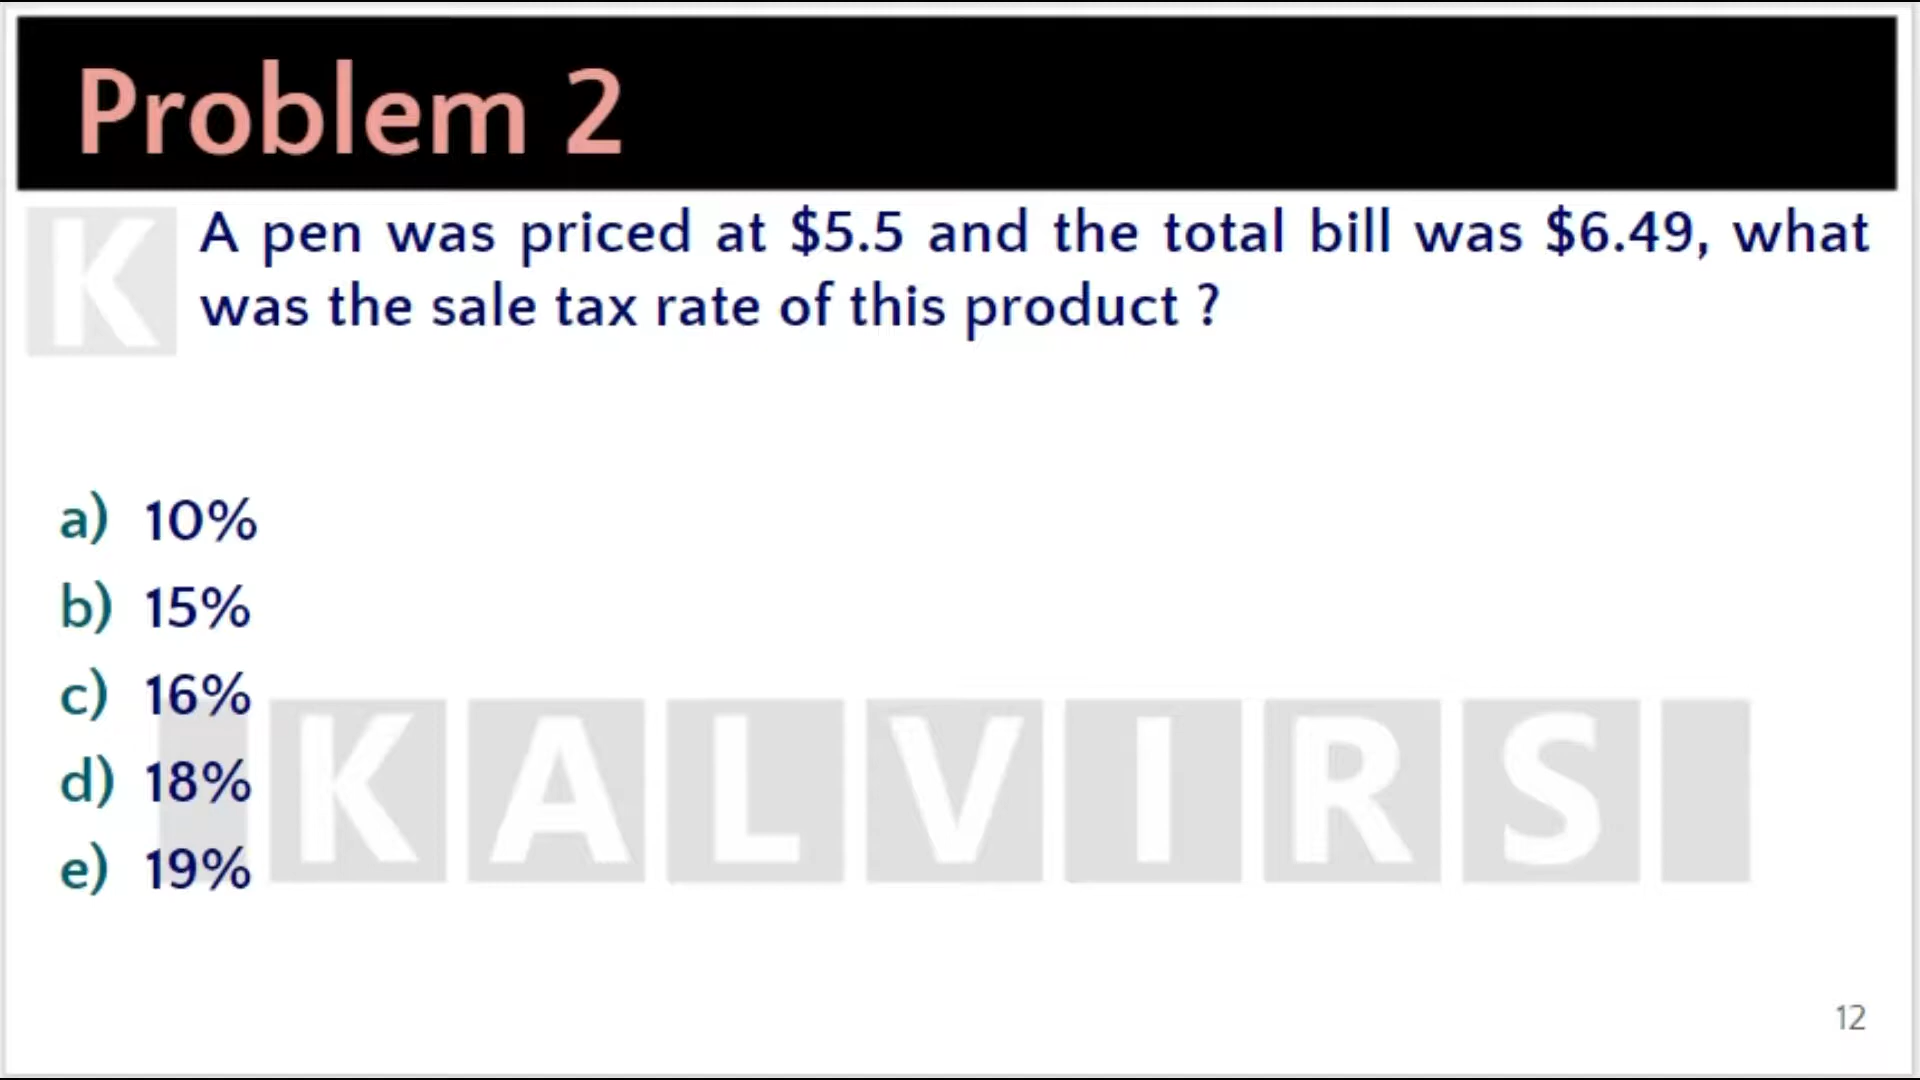 Problem 2
K
A pen was priced at $5.5 and the total bill was $6.49, what
was the sale tax rate of this product ?
a) 10%
b) 15%
c) 16%
d) 18%
e) 19%
KALVIRS
12